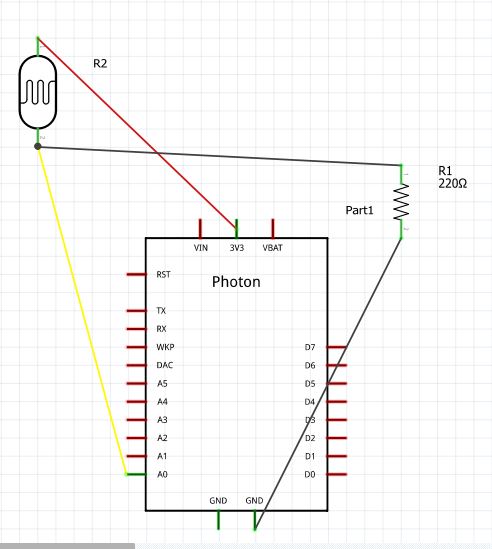 R2
R1
220Ω
Part1
VIN 3V3 VBAT
RST
Photon
TX
RX
WKP D7
DAC D6
A5 D5
A4 D4
A3 D3
A2 D2
A1 D1
A0 D0
GND GND